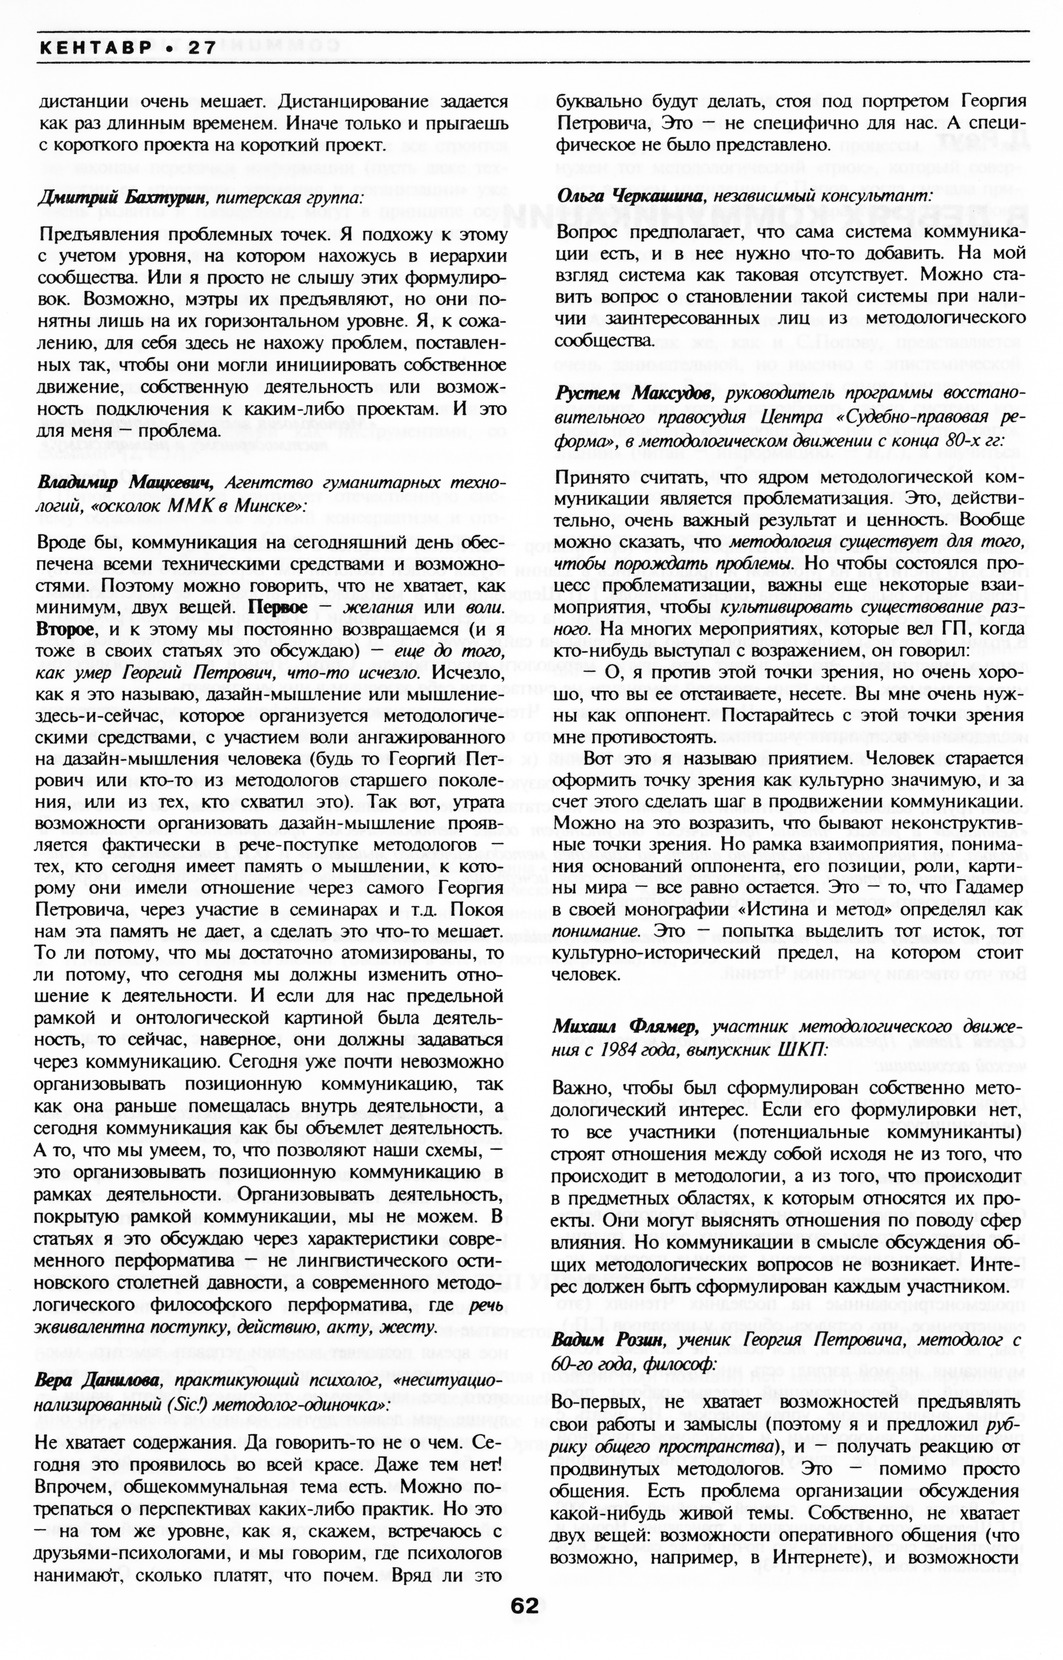 КЕНТАВР • 27
дистанции очень мешает. Дистанцирование задается
как раз длинным временем. Иначе только и прыгаешь
с короткого проекта на короткий проект.
Дмитрий Бахтурин, питерская группа:
Предъявления проблемных точек. Я подхожу к этому
с учетом уровня, на котором нахожусь в иерархии
сообщества. Или я просто не слышу этих формулиро-
вок. Возможно, мэтры их предъявляют, но они по-
нятны лишь на их горизонтальном уровне. Я, к сожа-
лению, для себя здесь не нахожу проблем, поставлен-
ных так, чтобы они могли инициировать собственное
движение, собственную деятельность или возмож-
ность подключения к каким-либо проектам. И это
для меня — проблема.
Владимир Мацкевич, Агентство гуманитарных техно-
логий, «осколок ММК в Минске»:
Вроде бы, коммуникация на сегодняшний день обес-
печена всеми техническими средствами и возможно-
стями. Поэтому можно говорить, что не хватает, как
минимум, двух вещей. Первое — желания или воли.
Второе, и к этому мы постоянно возвращаемся (и я
тоже в своих статьях это обсуждаю) — еще до того,
как умер Георгий Петрович, что-то исчезло. Исчезло,
как я это называю, дазайн-мышление или мышление
здесь-и-сейчас, которое организуется методологиче-
скими средствами, с участием воли ангажированного
на дазайн-мышления человека (будь то Георгий Пет-
рович или кто-то из методологов старшего поколе-
ния, или из тех, кто схватил это). Так вот, утрата
возможности организовать дазайн-мышление прояв-
ляется фактически в рече-поступке методологов —
тех, кто сегодня имеет память о мышлении, к кото-
рому они имели отношение через самого Георгия
Петровича, через участие в семинарах и т.д. Покоя
нам эта память не дает, а сделать это что-то мешает.
То ли потому, что мы достаточно атомизированы, то
ли потому, что сегодня мы должны изменить отно-
шение к деятельности. И если для нас предельной
рамкой и онтологической картиной была деятель-
ность, то сейчас, наверное, они должны задаваться
через коммуникацию. Сегодня уже почти невозможно
организовывать позиционную коммуникацию, так
как она раньше помещалась внутрь деятельности, а
сегодня коммуникация как бы объемлет деятельность.
А то, что мы умеем, то, что позволяют наши схемы, —
это организовывать позиционную коммуникацию в
рамках деятельности. Организовывать деятельность,
покрытую рамкой коммуникации, мы не можем. В
статьях я это обсуждаю через характеристики совре-
менного перформатива — не лингвистического ости-
новского столетней давности, а современного методо-
логического философского перформатива, где речь
эквивалентна поступку, действию, акту, жесту.
Вера Данилова, практикующий психолог, «неситуацио-
нализированный (Sic!) методолог-одиночка»:
Не хватает содержания. Да говорить-то не о чем. Се-
годня это проявилось во всей красе. Даже тем нет!
Впрочем, общекоммунальная тема есть. Можно по-
трепаться о перспективах каких-либо практик. Но это
— на том же уровне, как я, скажем, встречаюсь с
друзьями-психологами, и мы говорим, где психологов
нанимают, сколько платят, что почем. Вряд ли это
буквально будут делать, стоя под портретом Георгия
Петровича, Это — не специфично для нас. А специ-
фическое не было представлено.
Ольга Черкашина, независимый консультант:
Вопрос предполагает, что сама система коммуника-
ции есть, и в нее нужно что-то добавить. На мой
взгляд система как таковая отсутствует. Можно ста-
вить вопрос о становлении такой системы при нали-
чии заинтересованных лиц из методологического
сообщества.
Рустем Максудов, руководитель программы восстано-
вительного правосудия Центра «Судебно-правовая ре-
форма», в методологическом движении с конца 80-х гг:
Принято считать, что ядром методологической ком-
муникации является проблематизация. Это, действи-
тельно, очень важный результат и ценность. Вообще
можно сказать, что методология существует для того,
чтобы порождать проблемы. Но чтобы состоялся про-
цесс проблематизации, важны еще некоторые взаи-
моприятия, чтобы культивировать существование раз-
ного. На многих мероприятиях, которые вел ГП, когда
кто-нибудь выступал с возражением, он говорил:
— О, я против этой точки зрения, но очень хоро-
шо, что вы ее отстаиваете, несете. Вы мне очень нуж-
ны как оппонент. Постарайтесь с этой точки зрения
мне противостоять.
Вот это я называю приятием. Человек старается
оформить точку зрения как культурно значимую, и за
счет этого сделать шаг в продвижении коммуникации.
Можно на это возразить, что бывают неконструктив-
ные точки зрения. Но рамка взаимоприятия, понима-
ния оснований оппонента, его позиции, роли, карти-
ны мира — все равно остается. Это — то, что Гадамер
в своей монографии «Истина и метод» определял как
понимание. Это — попытка выделить тот исток, тот
культурно-исторический предел, на котором стоит
человек.
Михаил Флямер, участник методологического движе-
ния с 1984 года, выпускник ШКП:
Важно, чтобы был сформулирован собственно мето-
дологический интерес. Если его формулировки нет,
то все участники (потенциальные коммуниканты)
строят отношения между собой исходя не из того, что
происходит в методологии, а из того, что происходит
в предметных областях, к которым относятся их про-
екты. Они могут выяснять отношения по поводу сфер
влияния. Но коммуникации в смысле обсуждения об-
щих методологических вопросов не возникает. Инте-
рес должен быть сформулирован каждым участником.
Вадим Розин, ученик Георгия Петровича, методолог с
60-го года, философ:
Во-первых, не хватает возможностей предъявлять
свои работы и замыслы (поэтому я и предложил руб-
рику общего пространства), и — получать реакцию от
продвинутых методологов. Это — помимо просто
общения. Есть проблема организации обсуждения
какой-нибудь живой темы. Собственно, не хватает
двух вещей: возможности оперативного общения (что
возможно, например, в Интернете), и возможности
62